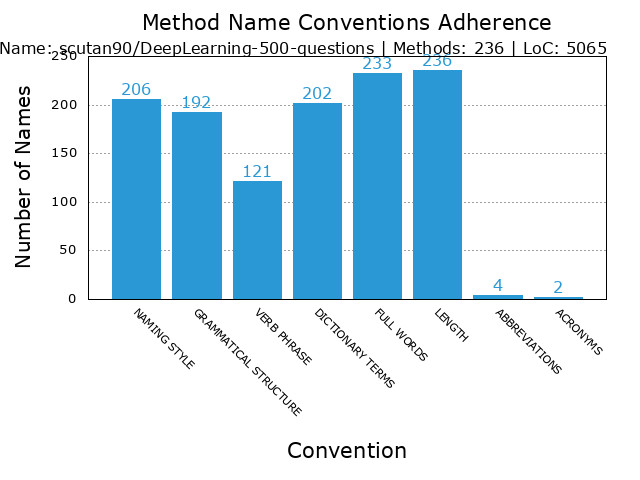 Method Name Conventions Adherence
Name: scutan90/DeepLearning-500-questions | Methods: 236 | LoC: 5065
Number of Names
250
200
150
100
50
0
206
192
121
202
233
236
4
2
NAMING STYLE
GRAMMATICAL STRUCTURE
VERB PHRASE
DICTIONARY TERMS
FULL WORDS
LENGTH
ABBREVIATIONS
ACRONYMS
Convention